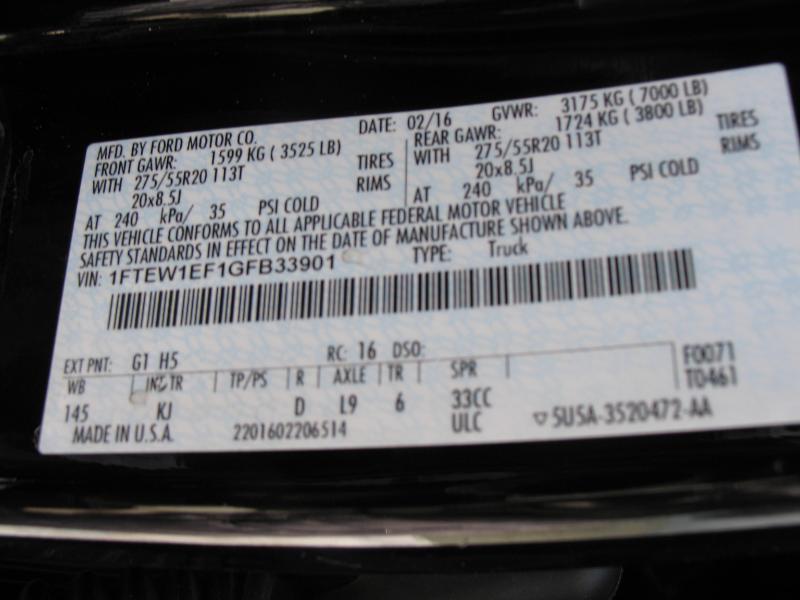 MFD. BY FORD MOTOR CO. DATE: 02/16 GVWR: 3175 KG ( 7000 LB)
FRONT GAWR: 1599 KG ( 3525 LB) REAR GAWR: 1724 KG ( 3800 LB)
WITH 275/55R20 113T TIRES WITH 275/55R20 113T TIRES
20x8.5J RIMS 20x8.5J RIMS
AT 240 kPa/ 35 PSI COLD AT 240 kPa/ 35 PSI COLD
THIS VEHICLE CONFORMS TO ALL APPLICABLE FEDERAL MOTOR VEHICLE
SAFETY STANDARDS IN EFFECT ON THE DATE OF MANUFACTURE SHOWN ABOVE.
VIN: 1FTEW1EF1GFB33901 TYPE: Truck
EXT PNT: G1 H5 RC: 16 DSO: F0071
WB INT TR TP/PS R AXLE TR SPR T0461
145 KJ D L9 6 33CC
MADE IN U.S.A. 2201602206514 ULC ▽ 5USA-3520472-AA